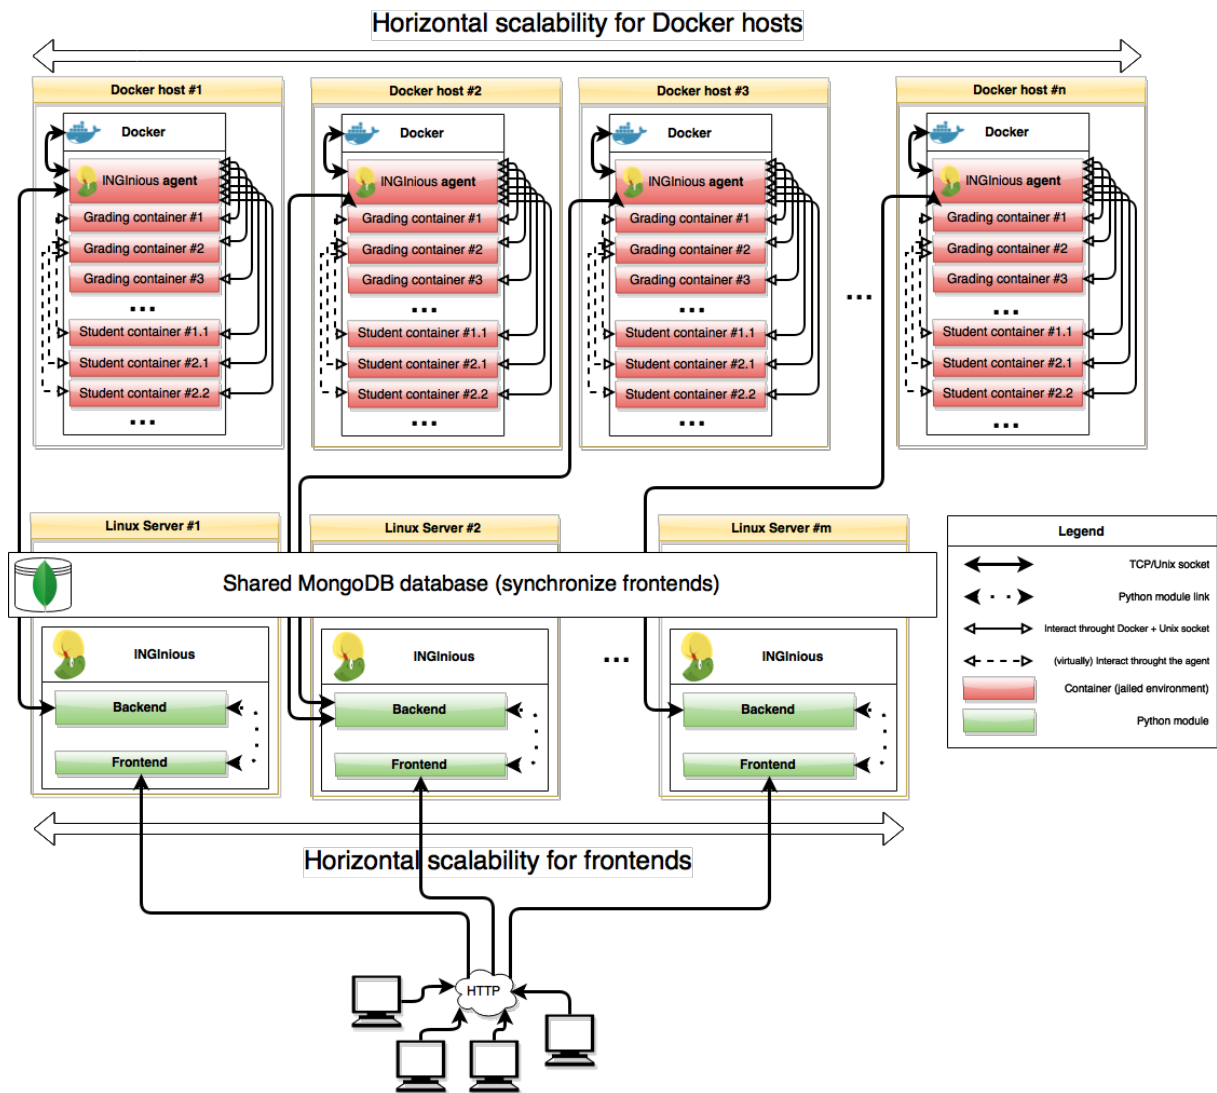 Horizontal scalability for Docker hosts
Docker host #1
Docker
INGInious agent
Grading container #1
Grading container #2
Grading container #3
...
Student container #1.1
Student container #2.1
Student container #2.2
...
Docker host #2
Docker
INGInious agent
Grading container #1
Grading container #2
Grading container #3
...
Student container #1.1
Student container #2.1
Student container #2.2
...
Docker host #3
Docker
INGInious agent
Grading container #1
Grading container #2
Grading container #3
...
Student container #1.1
Student container #2.1
Student container #2.2
...
...
Docker host #n
Docker
INGInious agent
Grading container #1
Grading container #2
Grading container #3
...
Student container #1.1
Student container #2.1
Student container #2.2
...
Linux Server #1
Linux Server #2
Linux Server #m
Shared MongoDB database (synchronize frontends)
INGInious
Backend
Frontend
INGInious
Backend
Frontend
...
INGInious
Backend
Frontend
Legend
TCP/Unix socket
Python module link
Interact throught Docker + Unix socket
(virtually) Interact throught the agent
Container (jailed environment)
Python module
Horizontal scalability for frontends
HTTP